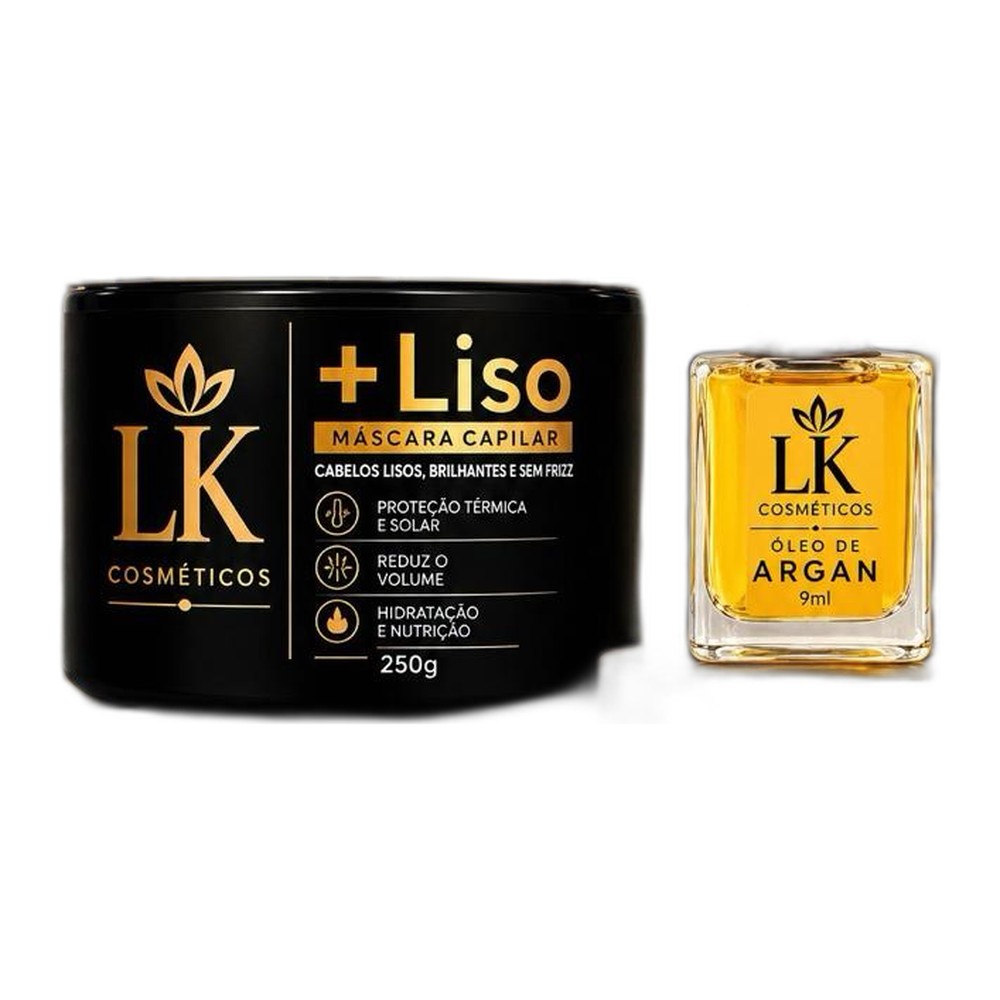 LK
COSMÉTICOS
+ Liso
MÁSCARA CAPILAR
CABELOS LISOS, BRILHANTES E SEM FRIZZ
PROTEÇÃO TÉRMICA
E SOLAR
REDUZ O
VOLUME
HIDRATAÇÃO
E NUTRIÇÃO
250g
LK
COSMÉTICOS
ÓLEO DE
ARGAN
9ml